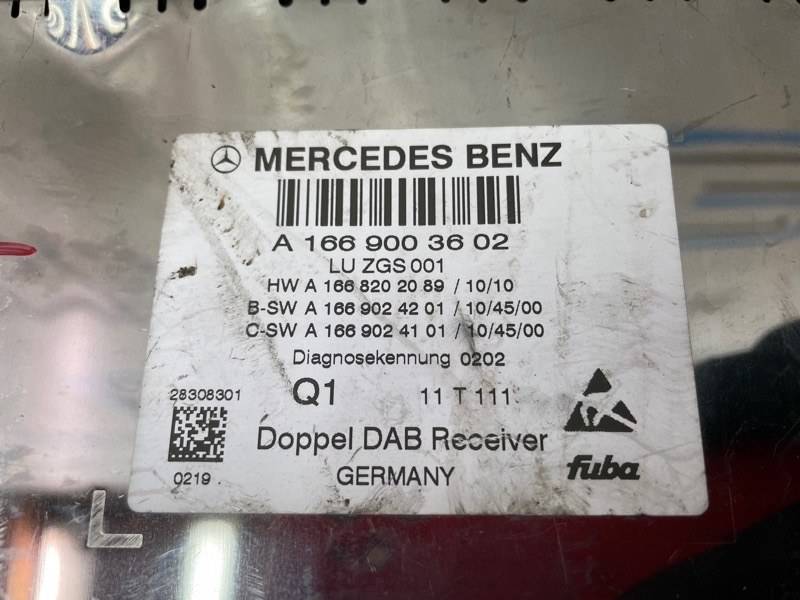 MERCEDES BENZ
A 166 900 36 02
LU ZGS 001
HW A 166 820 20 89 / 10/10
B-SW A 166 902 42 01 / 10/45/00
C-SW A 166 902 41 01 / 10/45/00
Diagnosekennung 0202
28308301
Q1
11 T 111
0219
Doppel DAB Receiver
GERMANY
fuba
L